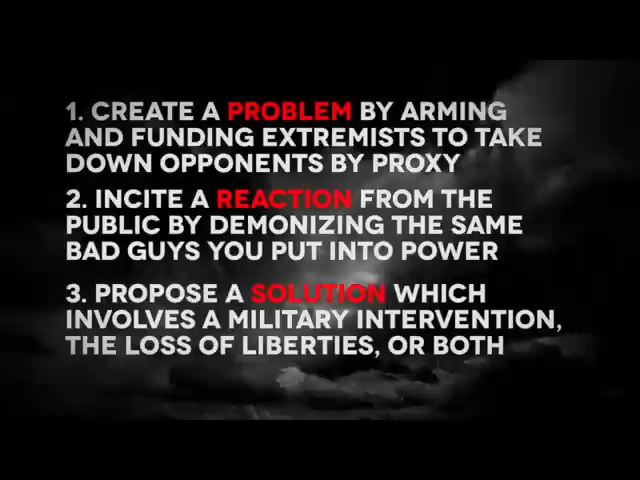 1. CREATE A PROBLEM BY ARMING
AND FUNDING EXTREMISTS TO TAKE
DOWN OPPONENTS BY PROXY
2. INCITE A REACTION FROM THE
PUBLIC BY DEMONIZING THE SAME
BAD GUYS YOU PUT INTO POWER
3. PROPOSE A SOLUTION WHICH
INVOLVES A MILITARY INTERVENTION,
THE LOSS OF LIBERTIES, OR BOTH